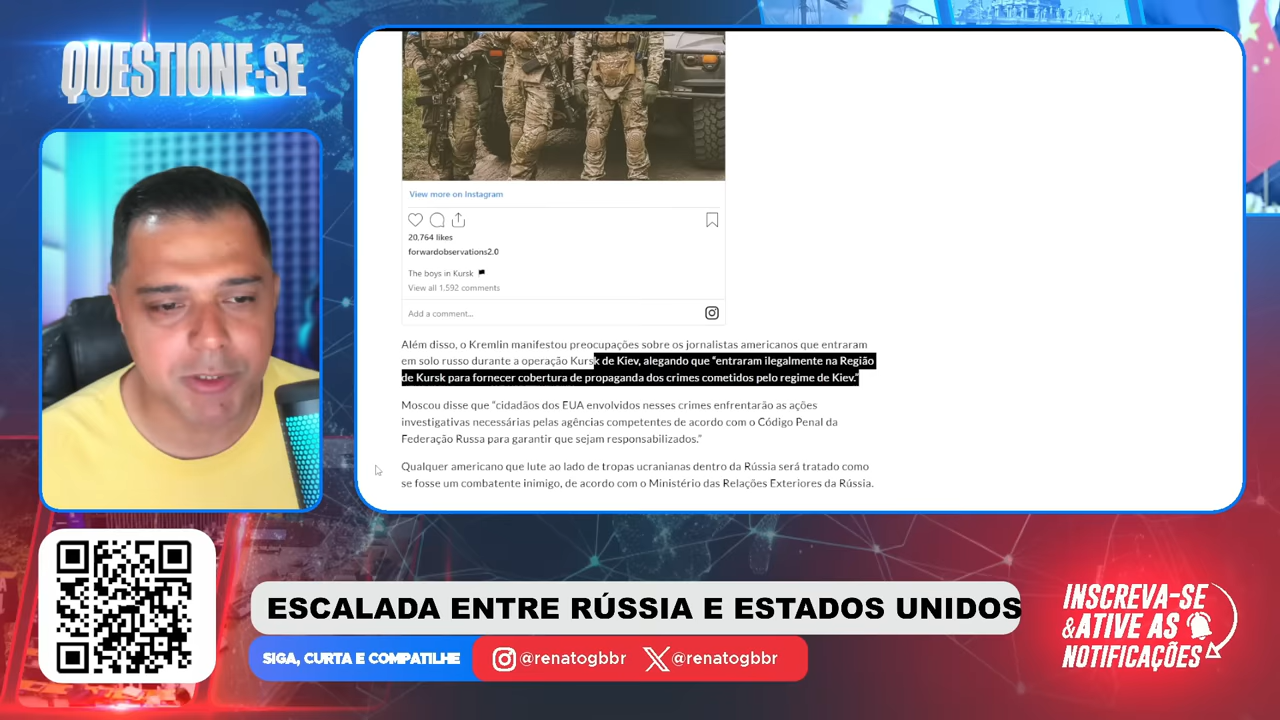 QUESTIONE-SE
View more on Instagram
20,764 likes
forwardobservations2.0
The boys in Kursk 🏴
View all 1.592 comments
Add a comment...
Além disso, o Kremlin manifestou preocupações sobre os jornalistas americanos que entraram
em solo russo durante a operação Kursk de Kiev, alegando que "entraram ilegalmente na Região
de Kursk para fornecer cobertura de propaganda dos crimes cometidos pelo regime de Kiev."
Moscou disse que "cidadãos dos EUA envolvidos nesses crimes enfrentarão as ações
investigativas necessárias pelas agências competentes de acordo com o Código Penal da
Federação Russa para garantir que sejam responsabilizados."
Qualquer americano que lute ao lado de tropas ucranianas dentro da Rússia será tratado como
se fosse um combatente inimigo, de acordo com o Ministério das Relações Exteriores da Rússia.
ESCALADA ENTRE RÚSSIA E ESTADOS UNIDOS
SIGA, CURTA E COMPATILHE
@renatogbbr
@renatogbbr
INSCREVA-SE
&ATIVE AS
NOTIFICAÇÕES